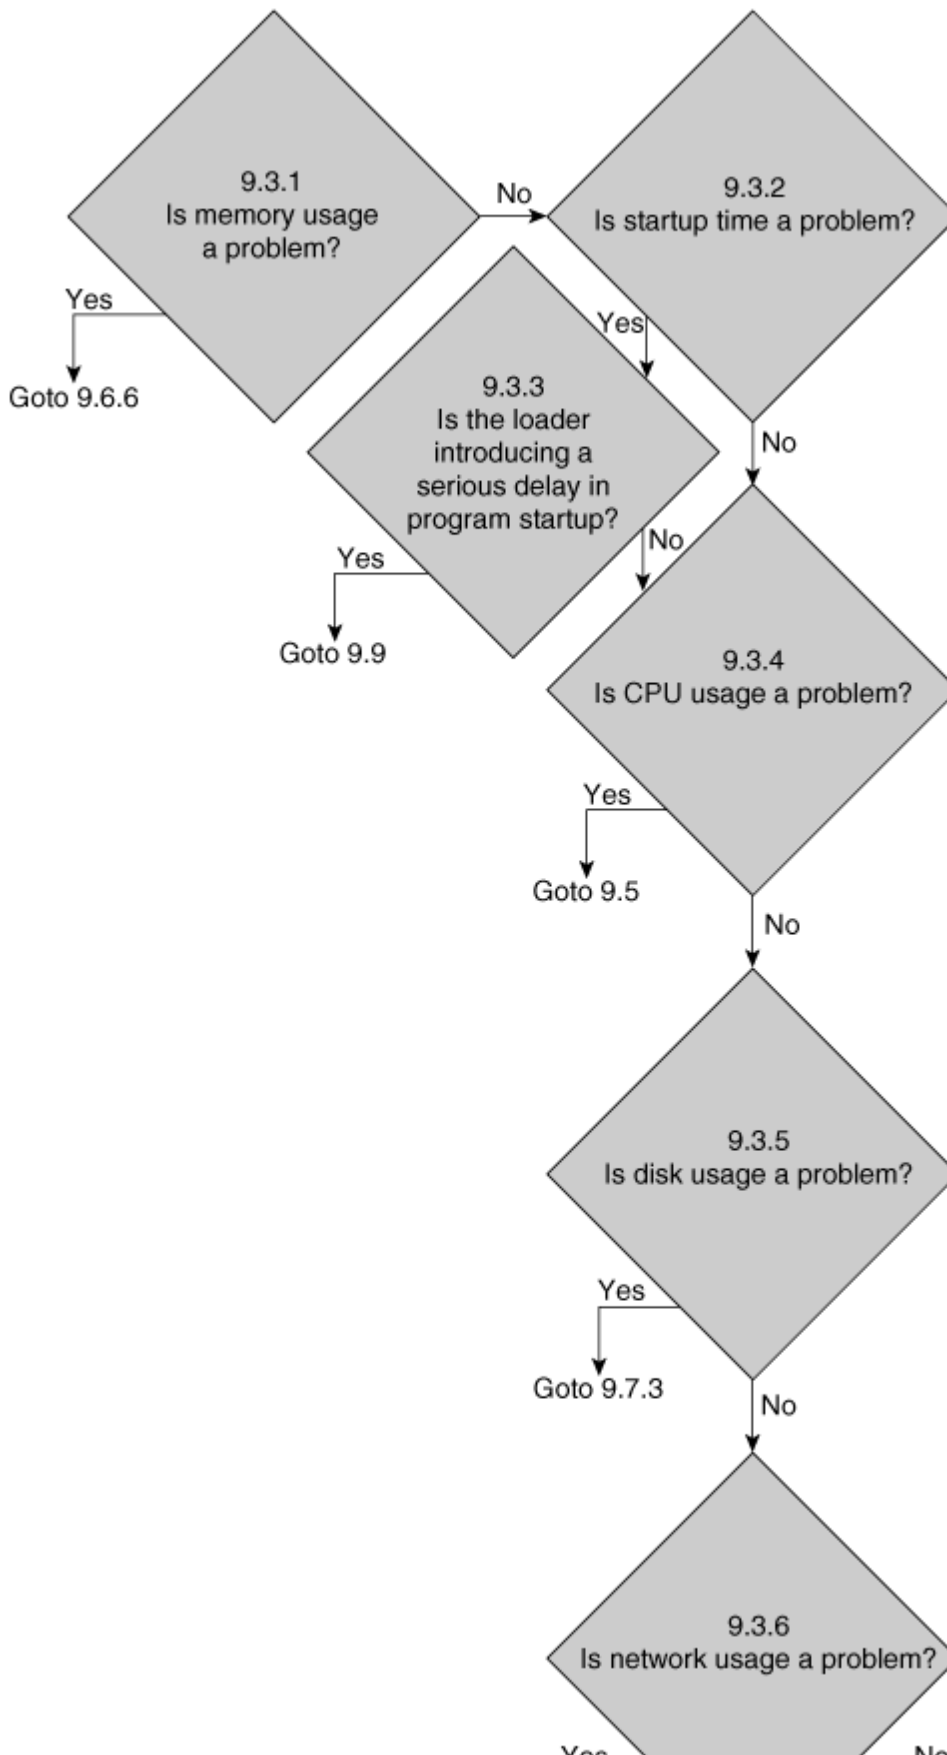 9.3.1
Is memory usage
a problem?
No
9.3.2
Is startup time a problem?
Yes
Goto 9.6.6
Yes
9.3.3
Is the loader
introducing a
serious delay in
program startup?
No
Yes
Goto 9.9
No
9.3.4
Is CPU usage a problem?
Yes
Goto 9.5
No
9.3.5
Is disk usage a problem?
Yes
Goto 9.7.3
No
9.3.6
Is network usage a problem?
Yes
No